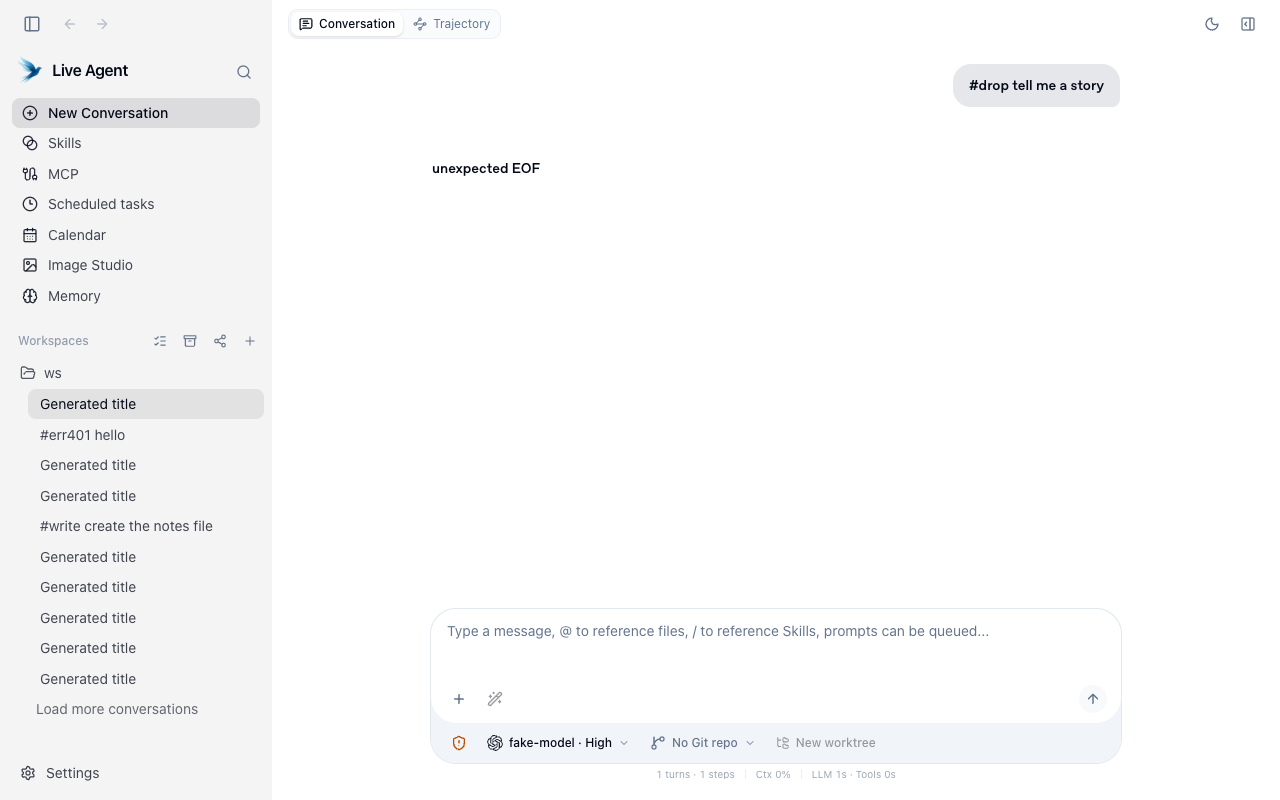 Conversation
Trajectory
Live Agent
New Conversation
Skills
MCP
Scheduled tasks
Calendar
Image Studio
Memory
Workspaces
ws
Generated title
#err401 hello
Generated title
Generated title
#write create the notes file
Generated title
Generated title
Generated title
Generated title
Generated title
Load more conversations
Settings
#drop tell me a story
unexpected EOF
Type a message, @ to reference files, / to reference Skills, prompts can be queued...
fake-model · High
No Git repo
New worktree
1 turns · 1 steps
Ctx 0%
LLM 1s · Tools 0s